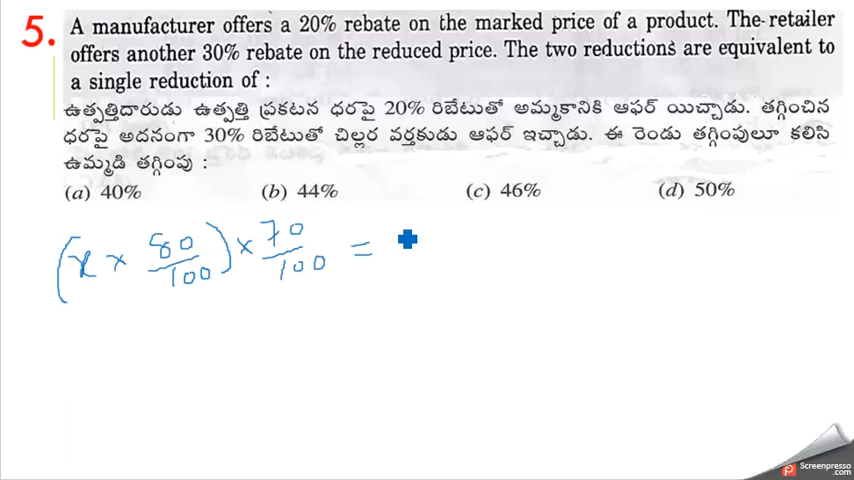 5. A manufacturer offers a 20% rebate on the marked price of a product. The retailer
offers another 30% rebate on the reduced price. The two reductions are equivalent to
a single reduction of :
ఉత్పత్తిదారుడు ఉత్పత్తి ప్రకటన ధరపై 20% రిబేటుతో అమ్మకానికి ఆఫర్ యిచ్చాడు. తగ్గించిన
ధరపై అదనంగా 30% రిబేటుతో చిల్లర వర్తకుడు ఆఫర్ ఇచ్చాడు. ఈ రెండు తగ్గింపులూ కలిసి
ఉమ్మడి తగ్గింపు :
(a) 40% (b) 44% (c) 46% (d) 50%
(x × 80/100) × 70/100 =
Screenpresso
.com